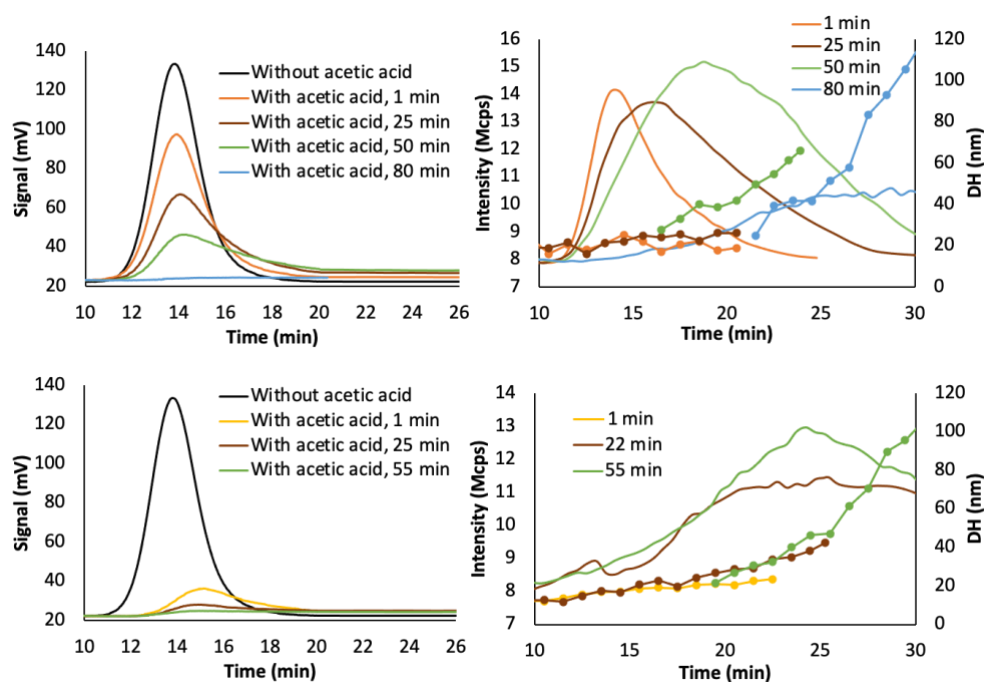 140
120
100
80
60
40
20
Signal (mV)
10 12 14 16 18 20 22 24 26
Time (min)
Without acetic acid
With acetic acid, 1 min
With acetic acid, 25 min
With acetic acid, 50 min
With acetic acid, 80 min
16
15
14
13
12
11
10
9
8
7
Intensity (Mcps)
10 15 20 25 30
Time (min)
1 min
25 min
50 min
80 min
120
100
80
60
40
20
0
DH (nm)
140
120
100
80
60
40
20
Signal (mV)
10 12 14 16 18 20 22 24 26
Time (min)
Without acetic acid
With acetic acid, 1 min
With acetic acid, 25 min
With acetic acid, 55 min
14
13
12
11
10
9
8
7
Intensity (Mcps)
10 15 20 25 30
Time (min)
1 min
22 min
55 min
120
100
80
60
40
20
0
DH (nm)